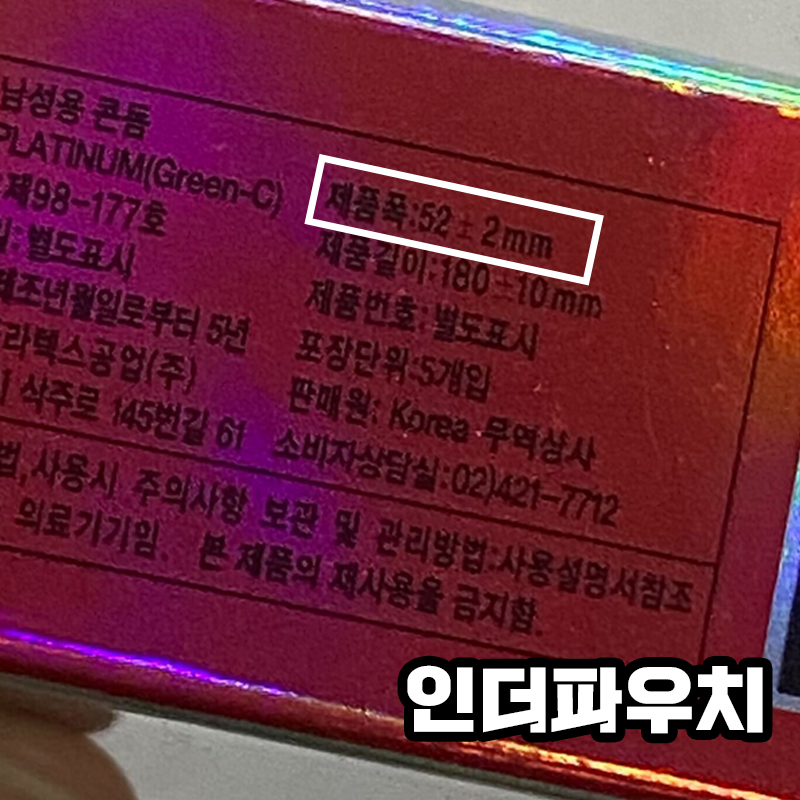 남성용 콘돔
PLATINUM(Green-C)
제98-177호
별도표시
제조년월일로부터 5년
라텍스공업(주)
삭주로 145번길 61
제품폭:52±2mm
제품길이:180±10mm
제품번호:별도표시
포장단위:5개입
판매원: Korea 무역상사
소비자상담실:02)421-7712
법,사용시 주의사항 보관 및 관리방법:사용설명서참조
의료기기임. 본 제품의 재사용을 금지함.
인더파우치